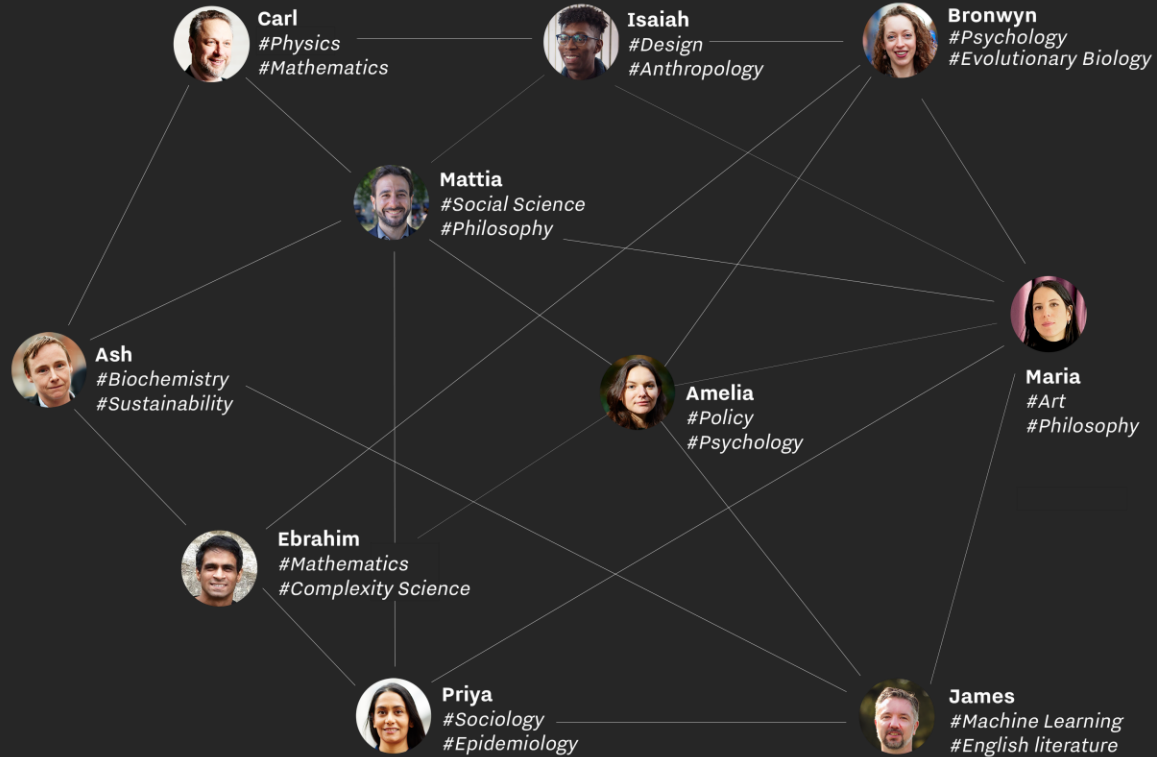 Carl
#Physics
#Mathematics
Isaiah
#Design
#Anthropology
Bronwyn
#Psychology
#Evolutionary Biology
Mattia
#Social Science
#Philosophy
Ash
#Biochemistry
#Sustainability
Amelia
#Policy
#Psychology
Maria
#Art
#Philosophy
Ebrahim
#Mathematics
#Complexity Science
Priya
#Sociology
#Epidemiology
James
#Machine Learning
#English literature